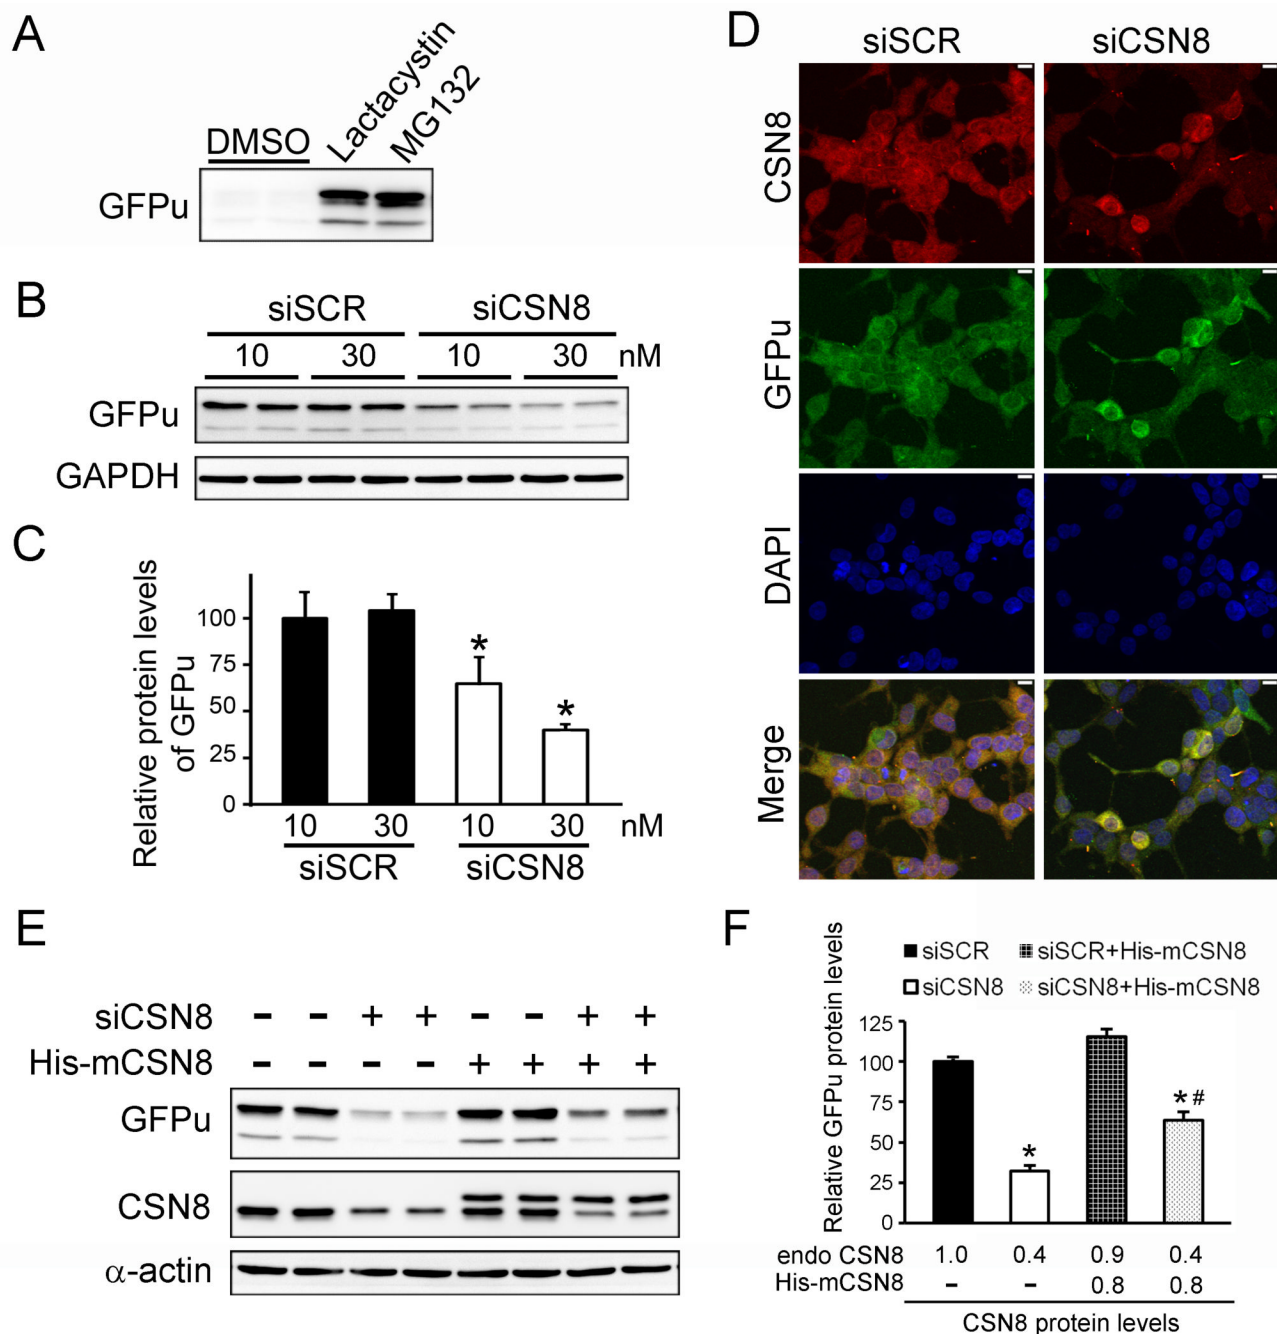 A
DMSO
Lactacystin
MG132
GFPu
B
siSCR siCSN8
10 30 10 30 nM
GFPu
GAPDH
C
Relative protein levels
of GFPu
100
75
50
25
0
* *
10 30 10 30 nM
siSCR siCSN8
D
siSCR siCSN8
CSN8
GFPu
DAPI
Merge
E
siCSN8 – – + + – – + +
His-mCSN8 – – – – + + + +
GFPu
CSN8
α-actin
F
siSCR siSCR+His-mCSN8
siCSN8 siCSN8+His-mCSN8
Relative GFPu protein levels
125
100
75
50
25
0
* * #
endo CSN8 1.0 0.4 0.9 0.4
His-mCSN8 – – 0.8 0.8
CSN8 protein levels